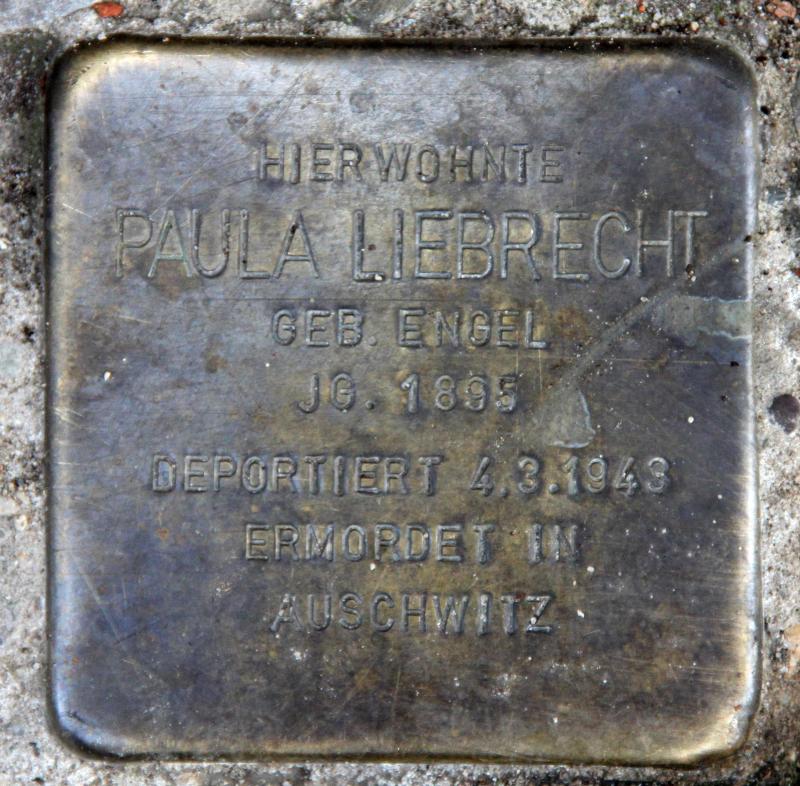 HIER WOHNTE
PAULA LIEBRECHT
GEB. ENGEL
JG. 1895
DEPORTIERT 4.3.1943
ERMORDET IN
AUSCHWITZ